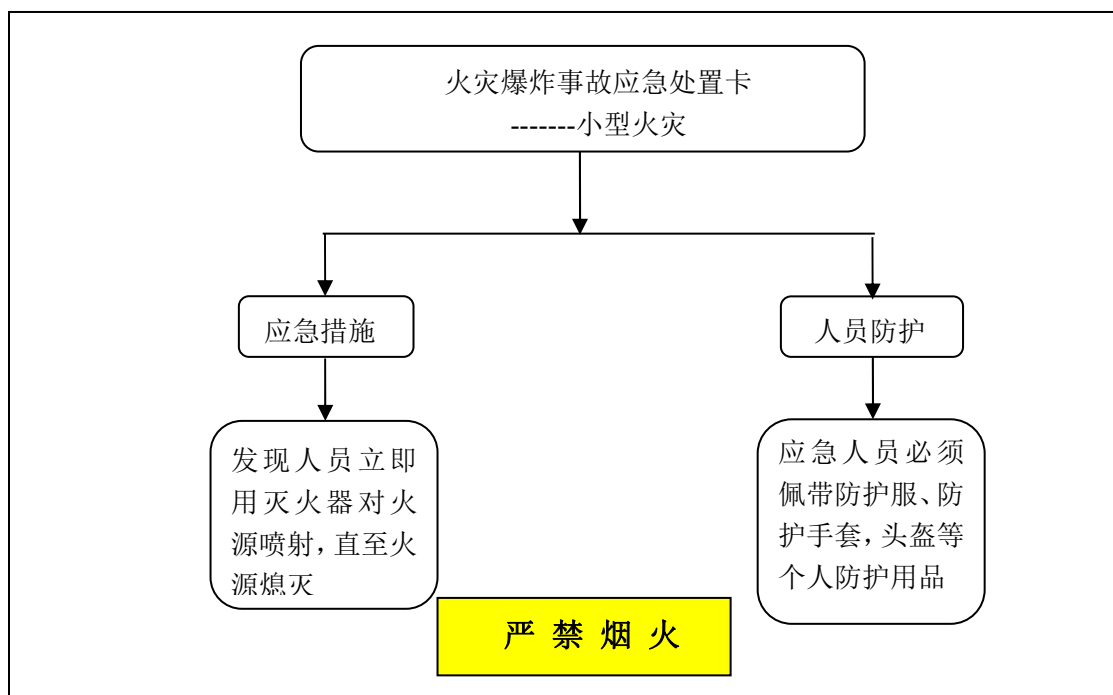 火灾爆炸事故应急处置卡
-------小型火灾
应急措施
人员防护
发现人员立即
用灭火器对火
源喷射，直至火
源熄灭
应急人员必须
佩带防护服、防
护手套，头盔等
个人防护用品
严禁烟火